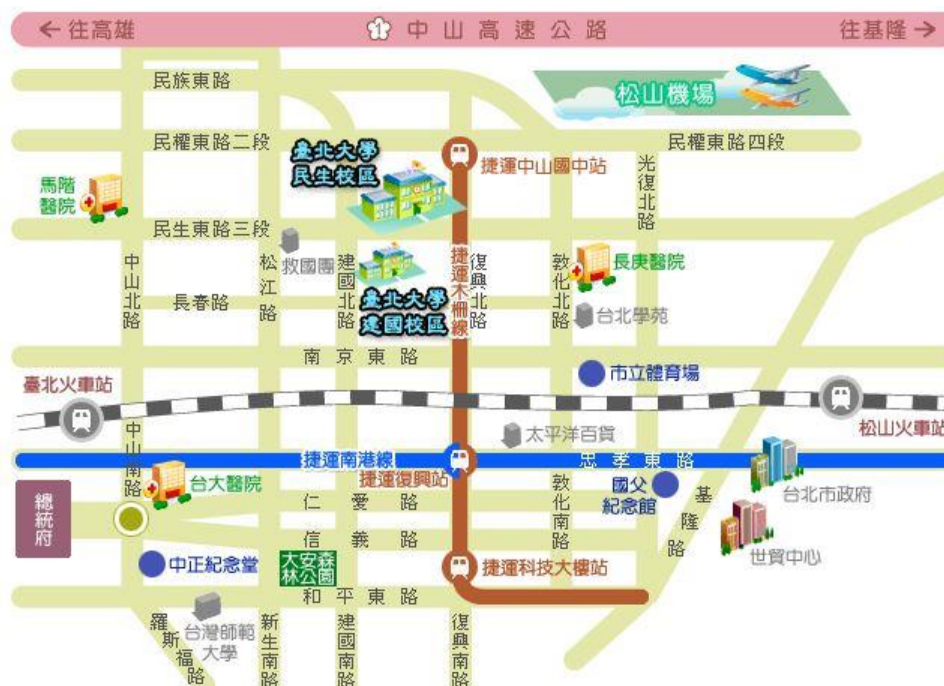 往高雄
1
中山高速公路
往基隆
民族東路
松山機場
民權東路二段
民權東路四段
臺北大學
民生校區
捷運中山國中站
光復北路
馬階
醫院
民生東路三段
救國團
中山北路
松江路
建國北路
捷運木柵線
復興北路
敦化北路
長庚醫院
長春路
臺北大學
建國校區
台北學苑
南京東路
市立體育場
臺北火車站
松山火車站
中山南路
太平洋百貨
捷運南港線
忠孝東路
捷運復興站
台大醫院
仁愛路
敦化南路
國父
紀念館
基隆路
台北市政府
總統府
信義路
世貿中心
中正紀念堂
大安森
林公園
捷運科技大樓站
和平東路
羅斯福路
台灣師範
大學
新生南路
建國南路
復興南路